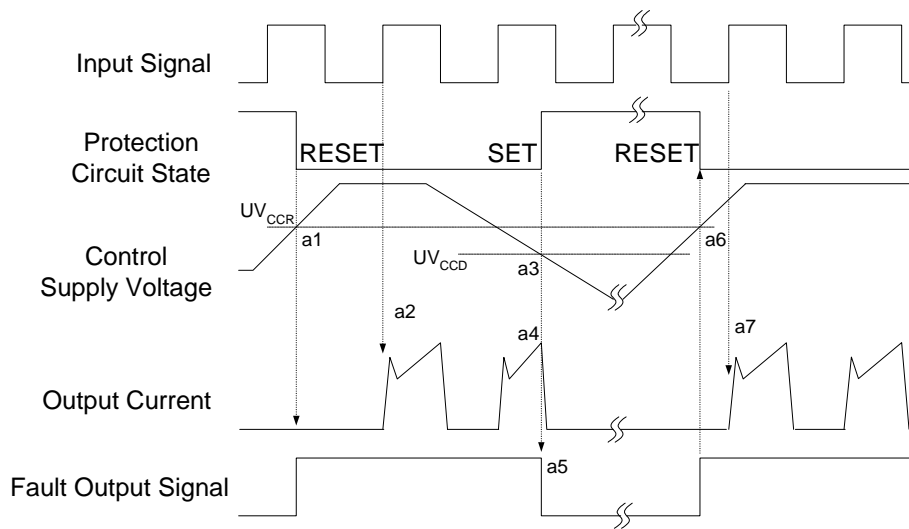 Input Signal
Protection
Circuit State
RESET
SET
RESET
UVCCR
a1
a6
Control
Supply Voltage
UVCCD
a3
a2
a4
a7
Output Current
a5
Fault Output Signal